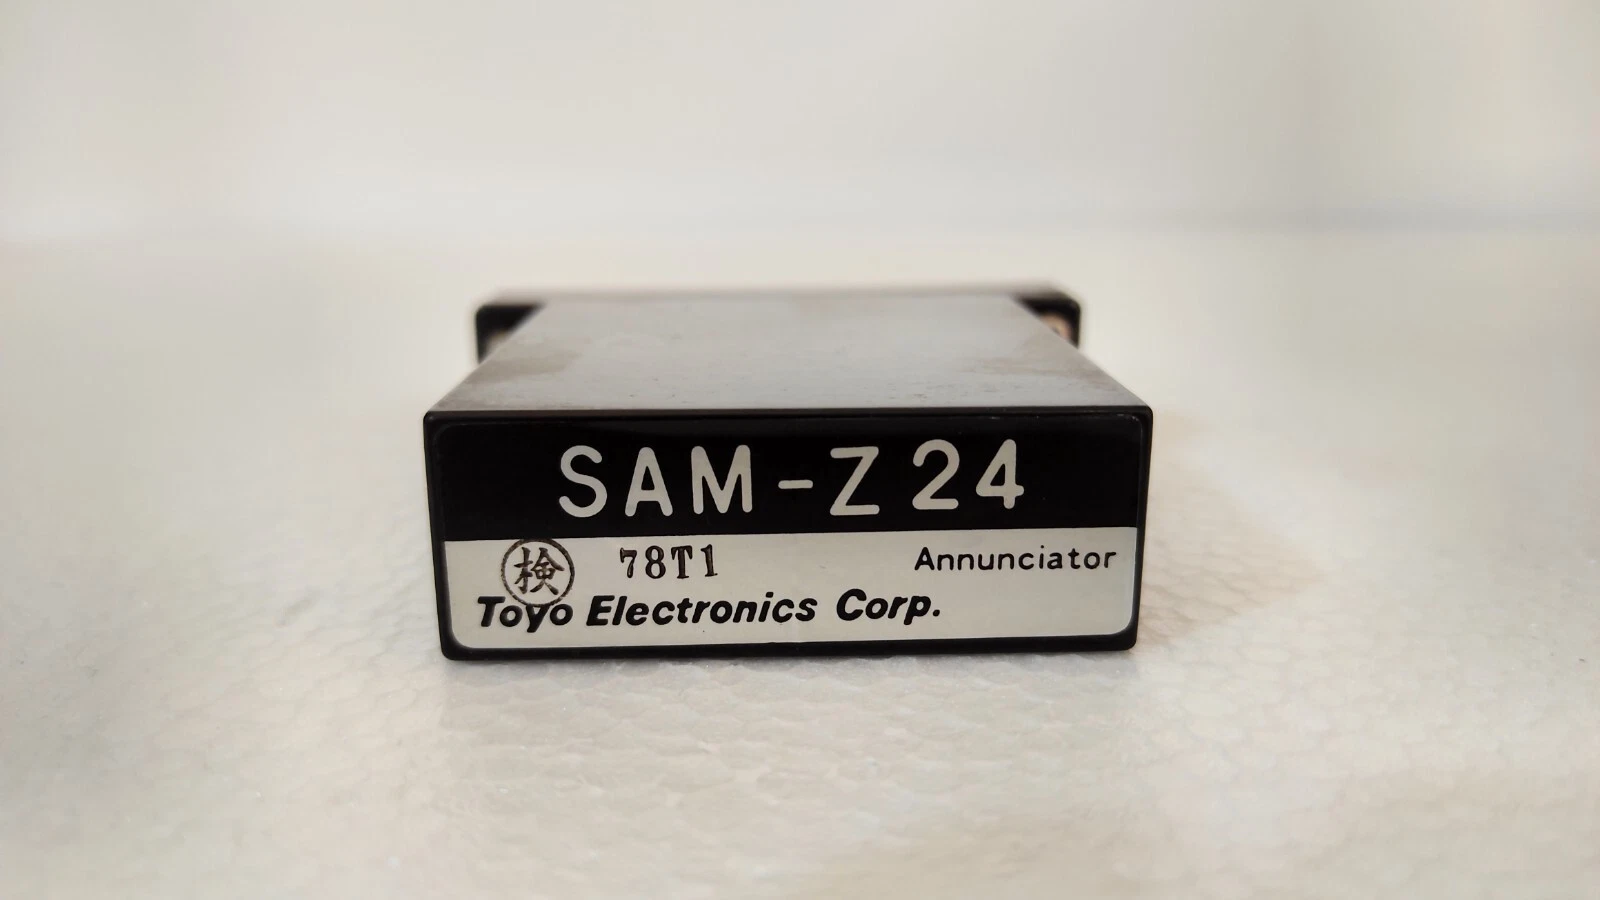 SAM-Z24
検 78T1 Annunciator
Toyo Electronics Corp.